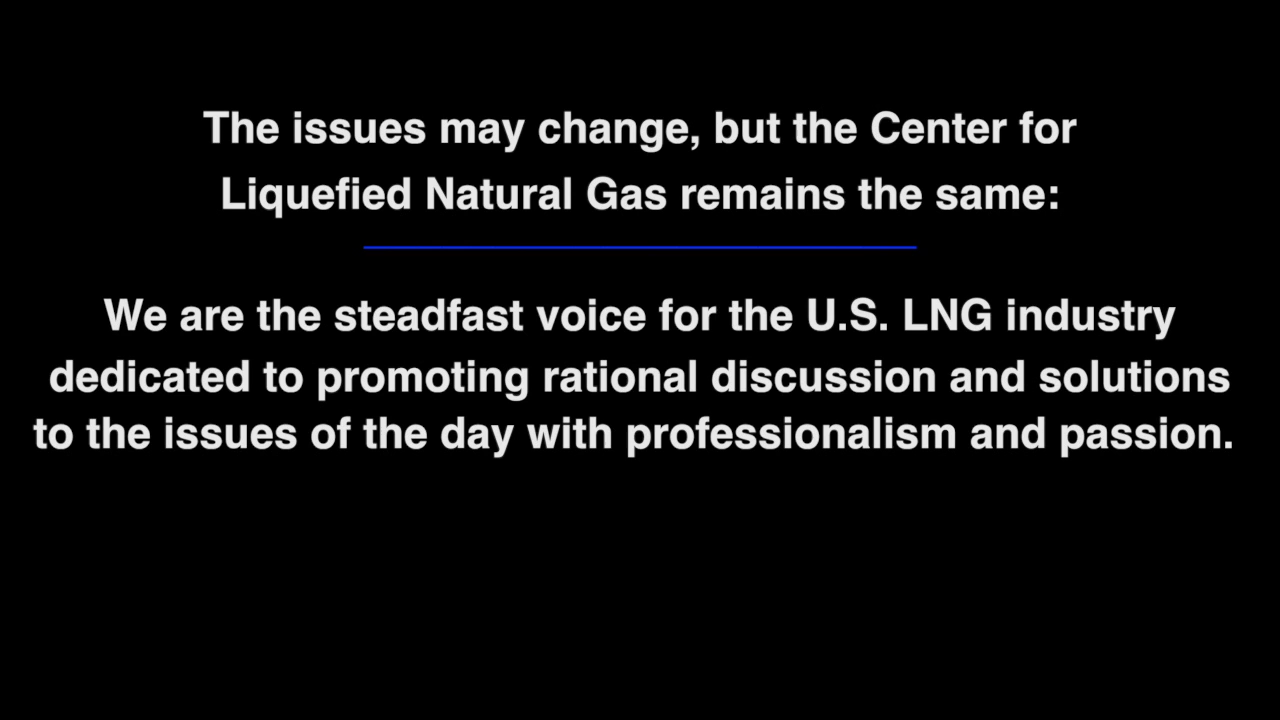 The issues may change, but the Center for
Liquefied Natural Gas remains the same:
We are the steadfast voice for the U.S. LNG industry
dedicated to promoting rational discussion and solutions
to the issues of the day with professionalism and passion.